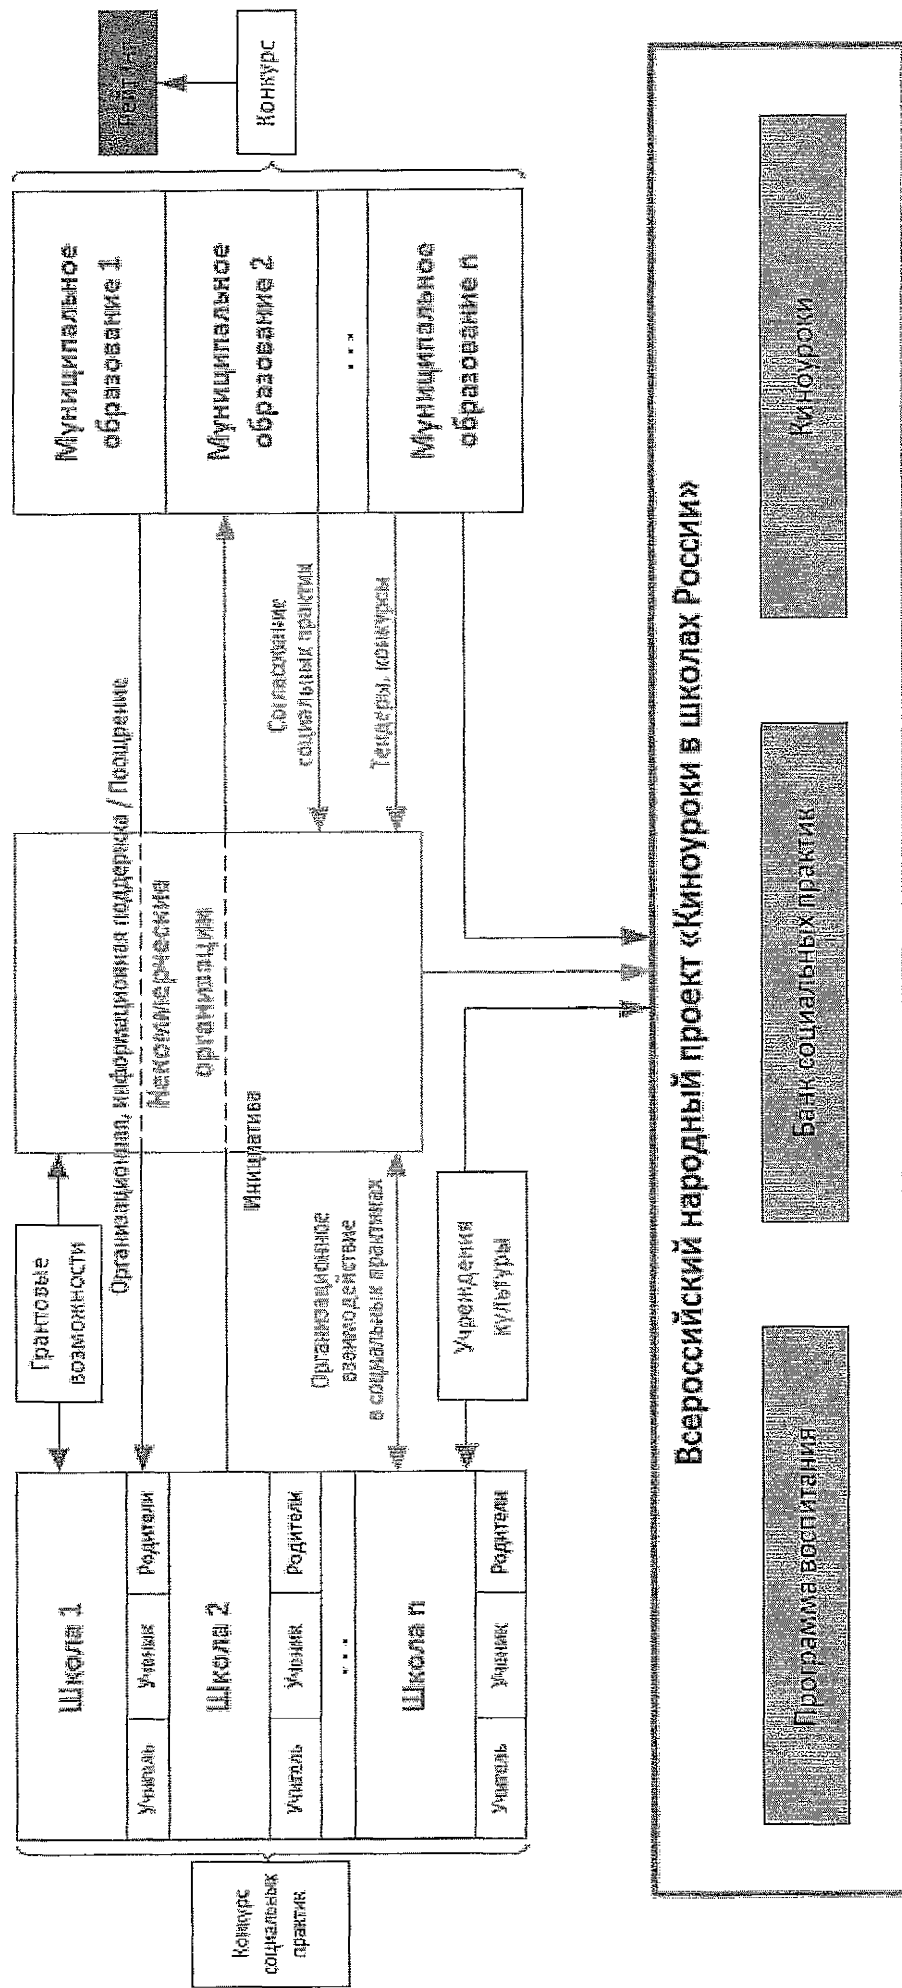 Конкурс
социальных
практик
Школа 1
Учитель
Ученик
Родители
Школа 2
Учитель
Ученик
Родители
...
Школа n
Учитель
Ученик
Родители
Грантовые
возможности
Организационная, информационная поддержка / Поощрение
Некоммерческие
организации
Инициатива
Организационное
взаимодействие
в социальных практиках
Учреждения
культуры
Согласование
социальных практик
Тендеры, конкурсы
Муниципальное
образование 1
Муниципальное
образование 2
...
Муниципальное
образование n
Рейтинг
Конкурс
Всероссийский народный проект «Киноуроки в школах России»
Программа воспитания
Банк социальных практик
Киноуроки